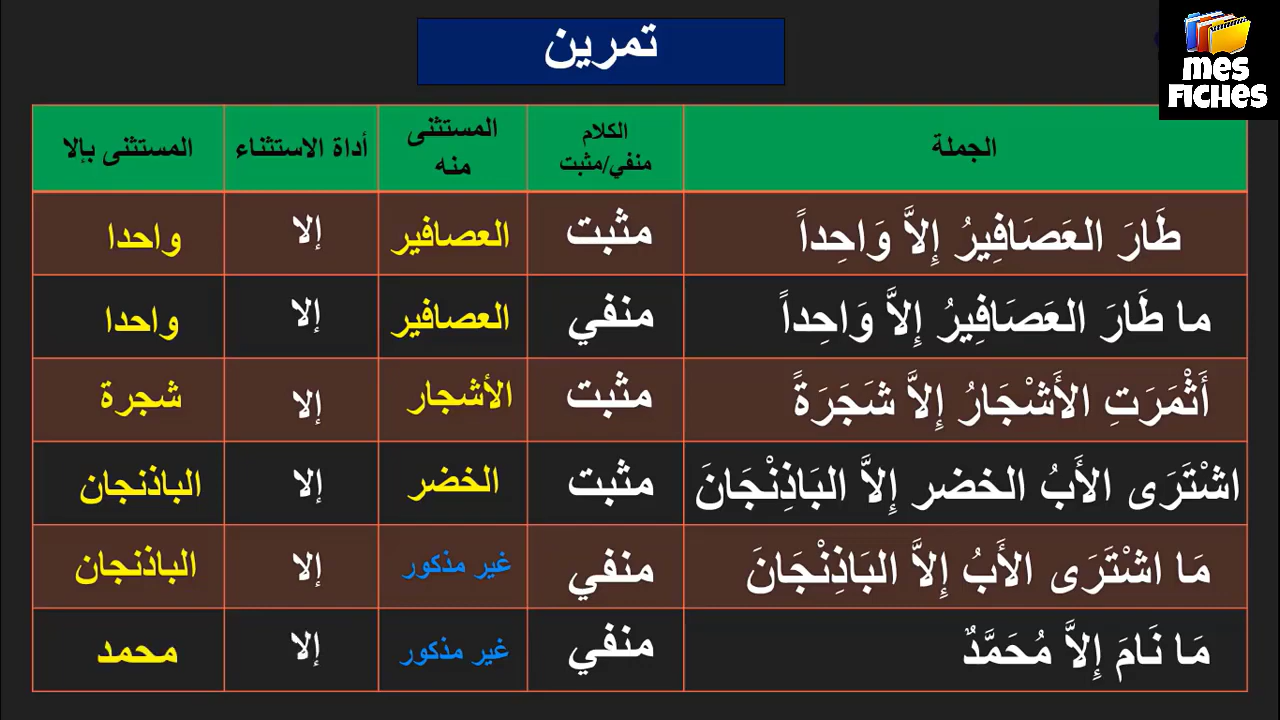 تمرين
mes
FICHES
الجملة الكلام منفي/مثبت المستثنى منه أداة الاستثناء المستثنى بإلا
طَارَ العَصَافِيرُ إِلاَّ وَاحِداً مثبت العصافير إلا واحدا
ما طَارَ العَصَافِيرُ إِلاَّ وَاحِداً منفي العصافير إلا واحدا
أَثْمَرَتِ الأَشْجَارُ إِلاَّ شَجَرَةً مثبت الأشجار إلا شجرة
اشْتَرَى الأَبُ الخضر إِلاَّ البَاذِنْجَانَ مثبت الخضر إلا الباذنجان
مَا اشْتَرَى الأَبُ إِلاَّ البَاذِنْجَانَ منفي غير مذكور إلا الباذنجان
مَا نَامَ إِلاَّ مُحَمَّدٌ منفي غير مذكور إلا محمد